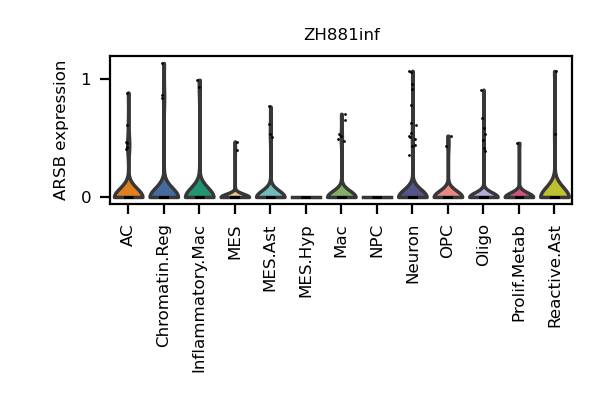 ZH881inf
ARSB expression
1
0
AC
Chromatin.Reg
Inflammatory.Mac
MES
MES.Ast
MES.Hyp
Mac
NPC
Neuron
OPC
Oligo
Prolif.Metab
Reactive.Ast